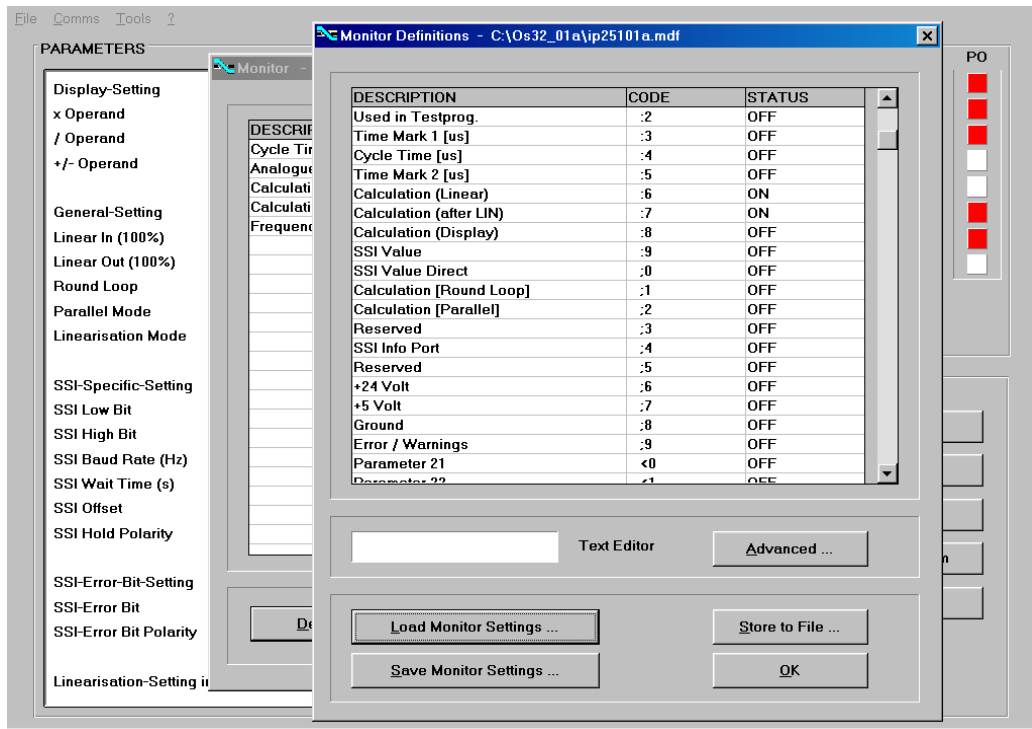 File Comms Tools ?
PARAMETERS
Display-Setting
x Operand
/ Operand
+/- Operand
General-Setting
Linear In (100%)
Linear Out (100%)
Round Loop
Parallel Mode
Linearisation Mode
SSI-Specific-Setting
SSI Low Bit
SSI High Bit
SSI Baud Rate (Hz)
SSI Wait Time (s)
SSI Offset
SSI Hold Polarity
SSI-Error-Bit-Setting
SSI-Error Bit
SSI-Error Bit Polarity
Linearisation-Setting
Monitor -
Cycle
Monitor Definitions - C:\Os32_01a\ip25101a.mdf
DESCRIPTION CODE STATUS
Used in Testprog. :2 OFF
Time Mark 1 [us] :3 OFF
Cycle Time [us] :4 OFF
Time Mark 2 [us] :5 OFF
Calculation (Linear) :6 ON
Calculation (after LIN) :7 ON
Calculation (Display) :8 OFF
SSI Value :9 OFF
SSI Value Direct ;0 OFF
Calculation [Round Loop] ;1 OFF
Calculation [Parallel] ;2 OFF
Reserved ;3 OFF
SSI Info Port ;4 OFF
Reserved ;5 OFF
+24 Volt ;6 OFF
+5 Volt ;7 OFF
Ground ;8 OFF
Error / Warnings ;9 OFF
Parameter 21 <0 OFF
Parameter 22 <1 OFF
Text Editor
Advanced ...
Load Monitor Settings ...
Store to File ...
Save Monitor Settings ...
OK
PO